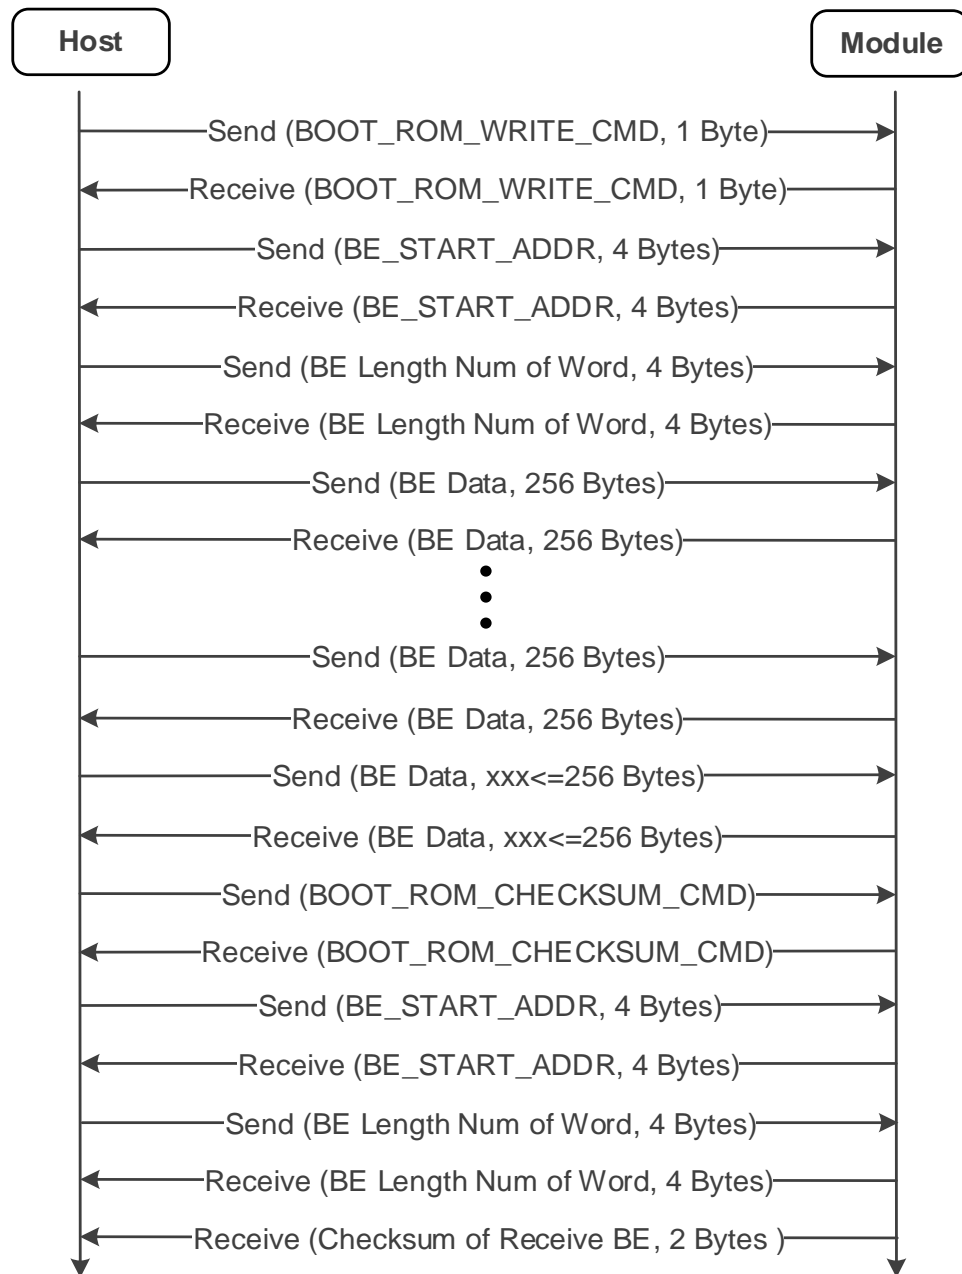 Host
Module
Send (BOOT_ROM_WRITE_CMD, 1 Byte)
Receive (BOOT_ROM_WRITE_CMD, 1 Byte)
Send (BE_START_ADDR, 4 Bytes)
Receive (BE_START_ADDR, 4 Bytes)
Send (BE Length Num of Word, 4 Bytes)
Receive (BE Length Num of Word, 4 Bytes)
Send (BE Data, 256 Bytes)
Receive (BE Data, 256 Bytes)
Send (BE Data, 256 Bytes)
Receive (BE Data, 256 Bytes)
Send (BE Data, xxx<=256 Bytes)
Receive (BE Data, xxx<=256 Bytes)
Send (BOOT_ROM_CHECKSUM_CMD)
Receive (BOOT_ROM_CHECKSUM_CMD)
Send (BE_START_ADDR, 4 Bytes)
Receive (BE_START_ADDR, 4 Bytes)
Send (BE Length Num of Word, 4 Bytes)
Receive (BE Length Num of Word, 4 Bytes)
Receive (Checksum of Receive BE, 2 Bytes )